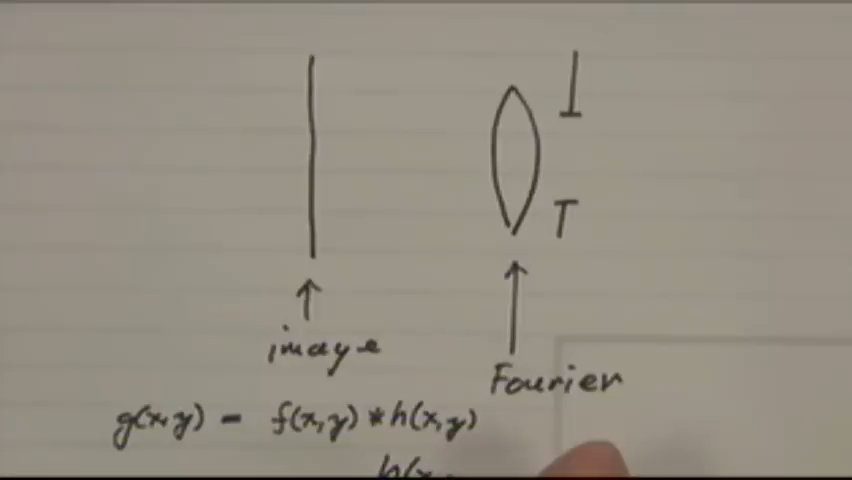 image
Fourier
g(x,y) = f(x,y) * h(x,y)
h(x,